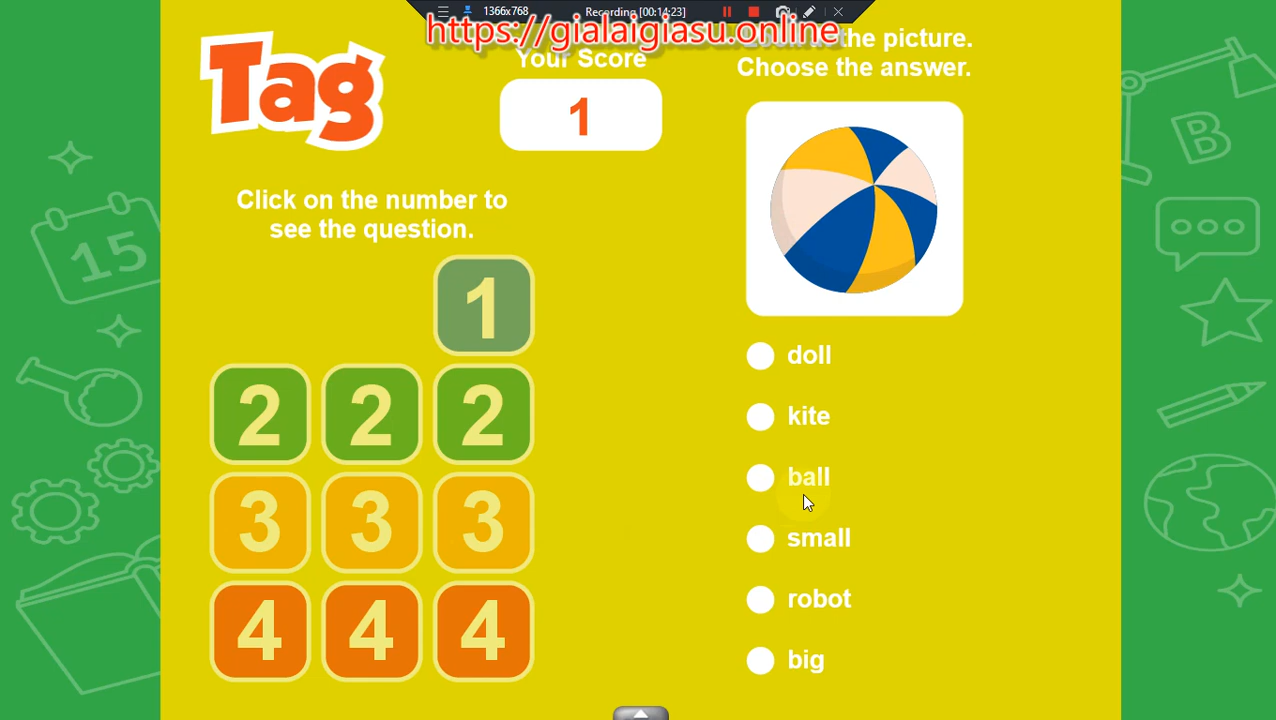 1366x768
Recording [00:14:23]
https://gialaigiasu.online
Tag
Your Score
1
the picture.
Choose the answer.
Click on the number to
see the question.
1
2 2 2
3 3 3
4 4 4
doll
kite
ball
small
robot
big
15
B